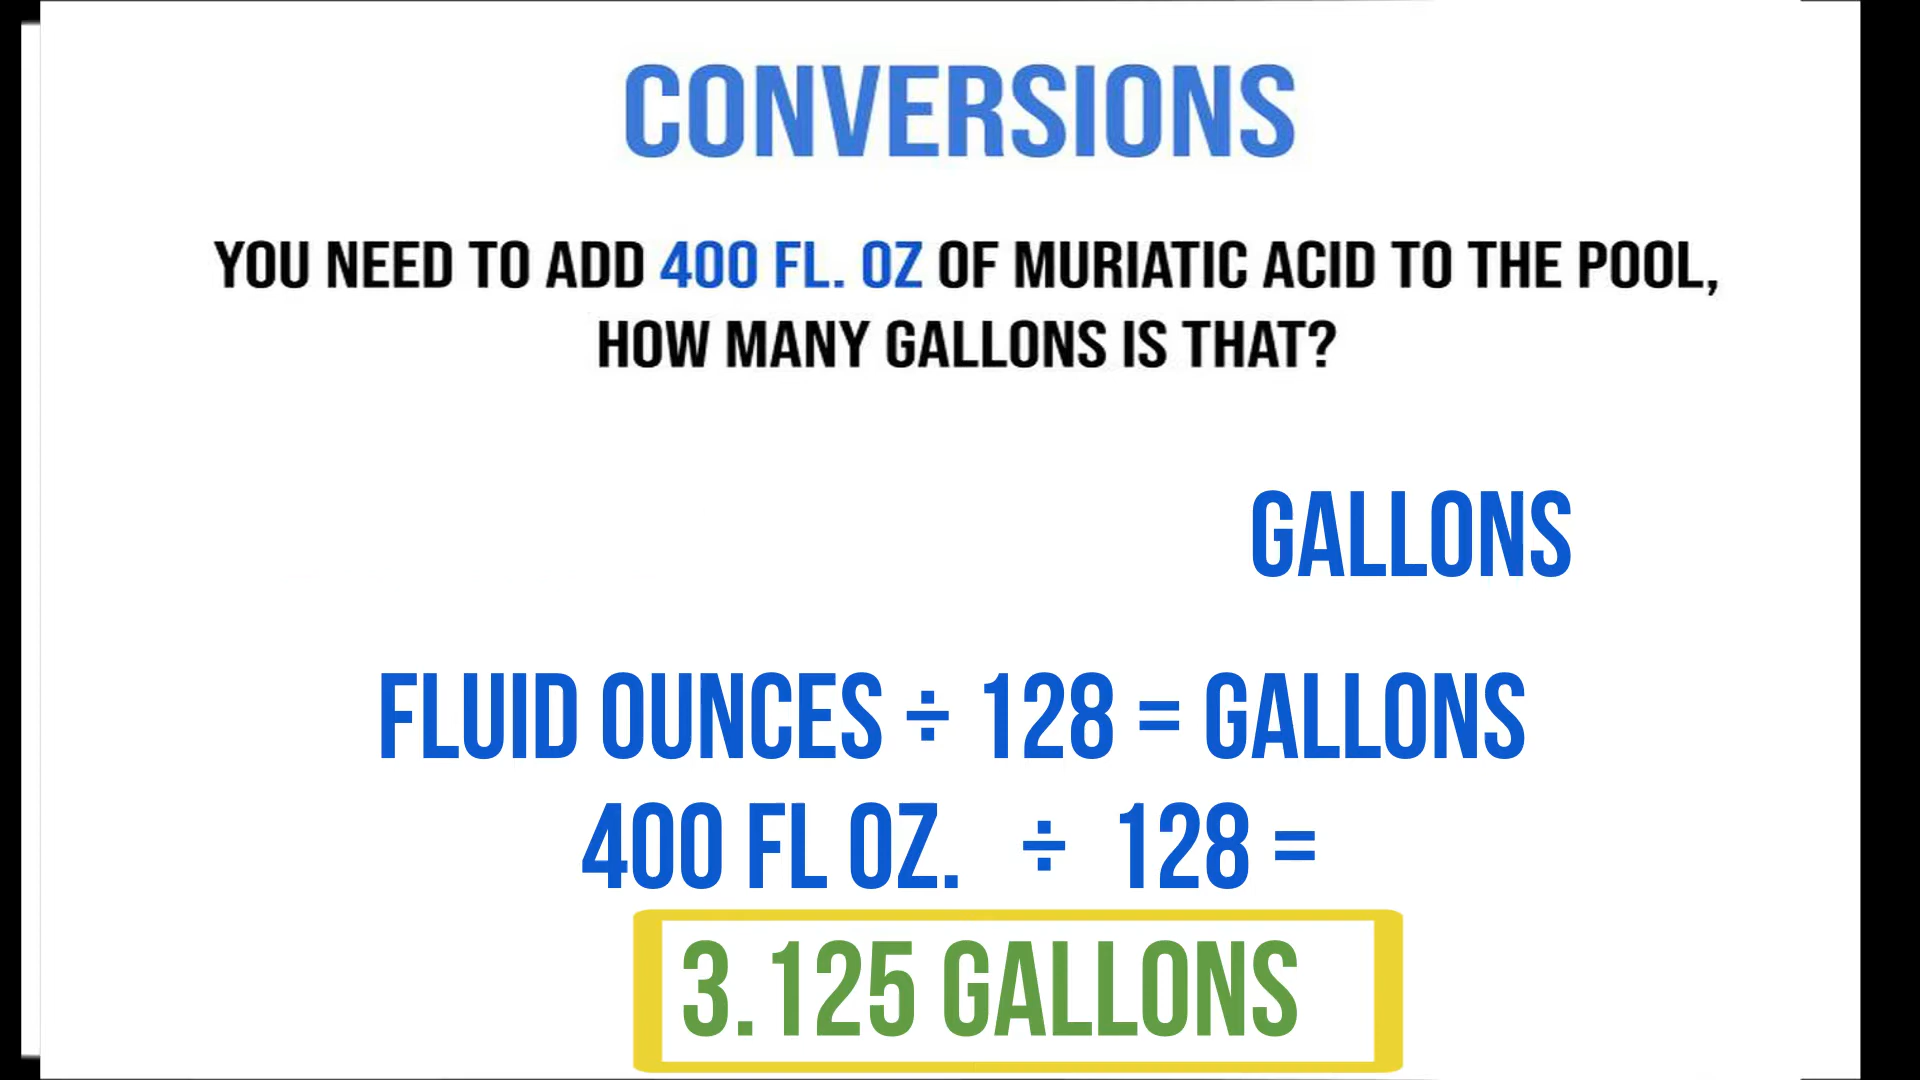 CONVERSIONS
YOU NEED TO ADD 400 FL. OZ OF MURIATIC ACID TO THE POOL,
HOW MANY GALLONS IS THAT?
GALLONS
FLUID OUNCES ÷ 128 = GALLONS
400 FL OZ. ÷ 128 =
3.125 GALLONS